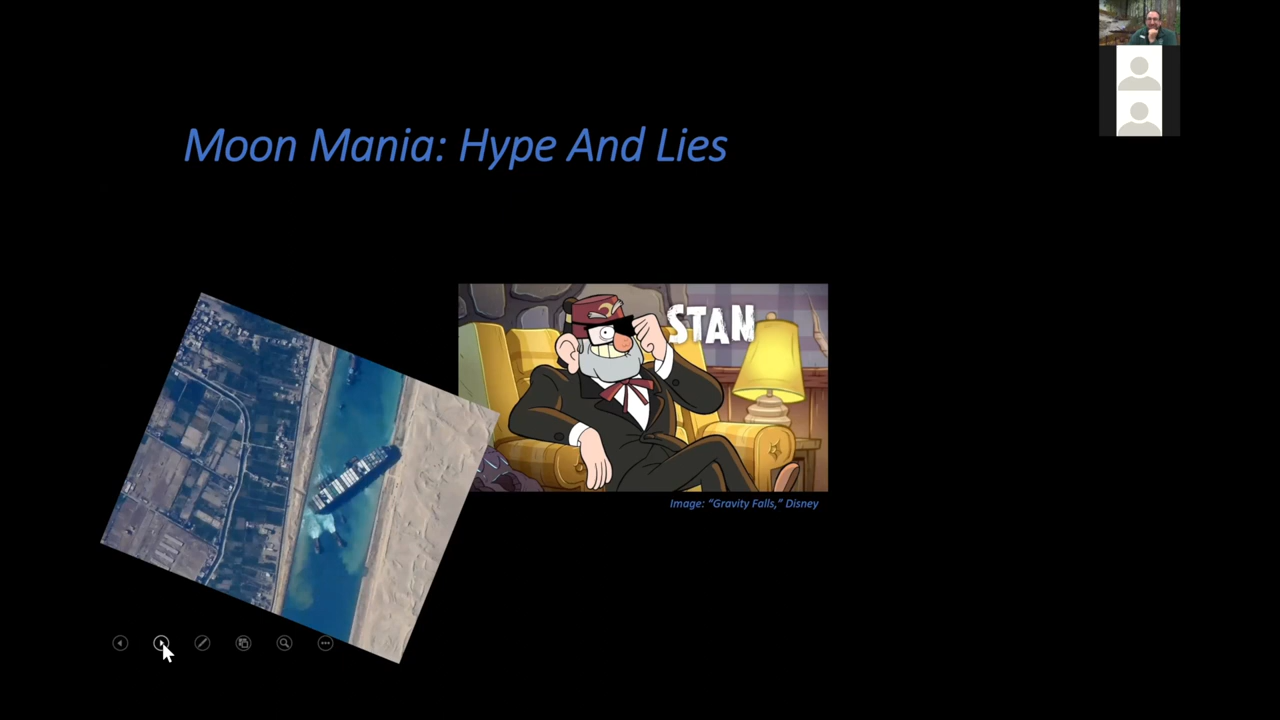 Moon Mania: Hype And Lies
STAN
Image: “Gravity Falls,” Disney